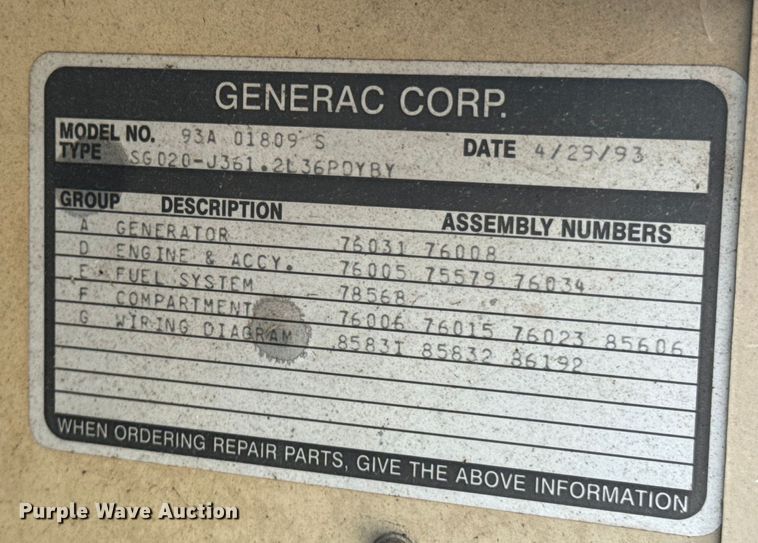 GENERAC CORP.
MODEL NO. 93A 01809 S DATE 4/29/93
TYPE SG020-J361.2L36PDYBY
GROUP DESCRIPTION ASSEMBLY NUMBERS
A GENERATOR 76031 76008
D ENGINE & ACCY. 76005 75579 76034
E FUEL SYSTEM 78568
F COMPARTMENT 76006 76015 76023 85606
G WIRING DIAGRAM 85831 85832 86192
WHEN ORDERING REPAIR PARTS, GIVE THE ABOVE INFORMATION
Purple Wave Auction